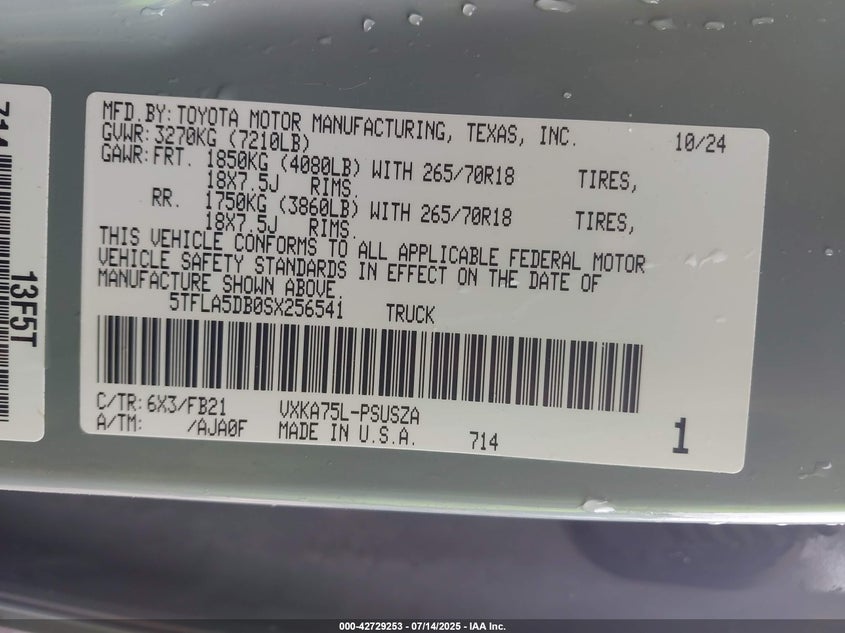 MFD.BY: TOYOTA MOTOR MANUFACTURING, TEXAS, INC. 10/24
GVWR: 3270KG (7210LB)
GAWR: FRT. 1850KG (4080LB) WITH 265/70R18 TIRES,
18X7.5J RIMS.
RR. 1750KG (3860LB) WITH 265/70R18 TIRES,
18X7.5J RIMS.
THIS VEHICLE CONFORMS TO ALL APPLICABLE FEDERAL MOTOR
VEHICLE SAFETY STANDARDS IN EFFECT ON THE DATE OF
MANUFACTURE SHOWN ABOVE.
5TFLA5DB0SX256541 TRUCK
C/TR: 6X3/FB21 VXKA75L-PSUSZA
A/TM: /AJA0F MADE IN U.S.A. 714 1
13F5T
000-42729253 - 07/14/2025 - IAA Inc.